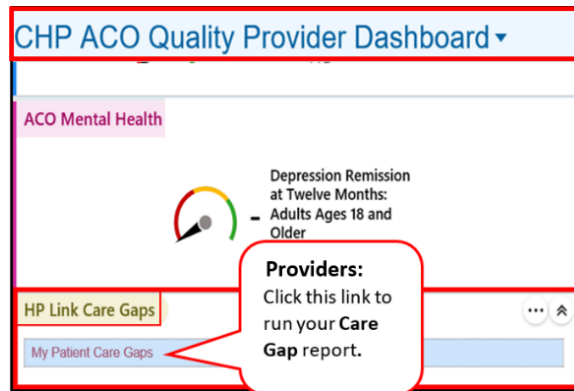 CHP ACO Quality Provider Dashboard
ACO Mental Health
Depression Remission
at Twelve Months:
Adults Ages 18 and
Older
Providers:
Click this link to
run your Care
Gap report.
HP Link Care Gaps
My Patient Care Gaps